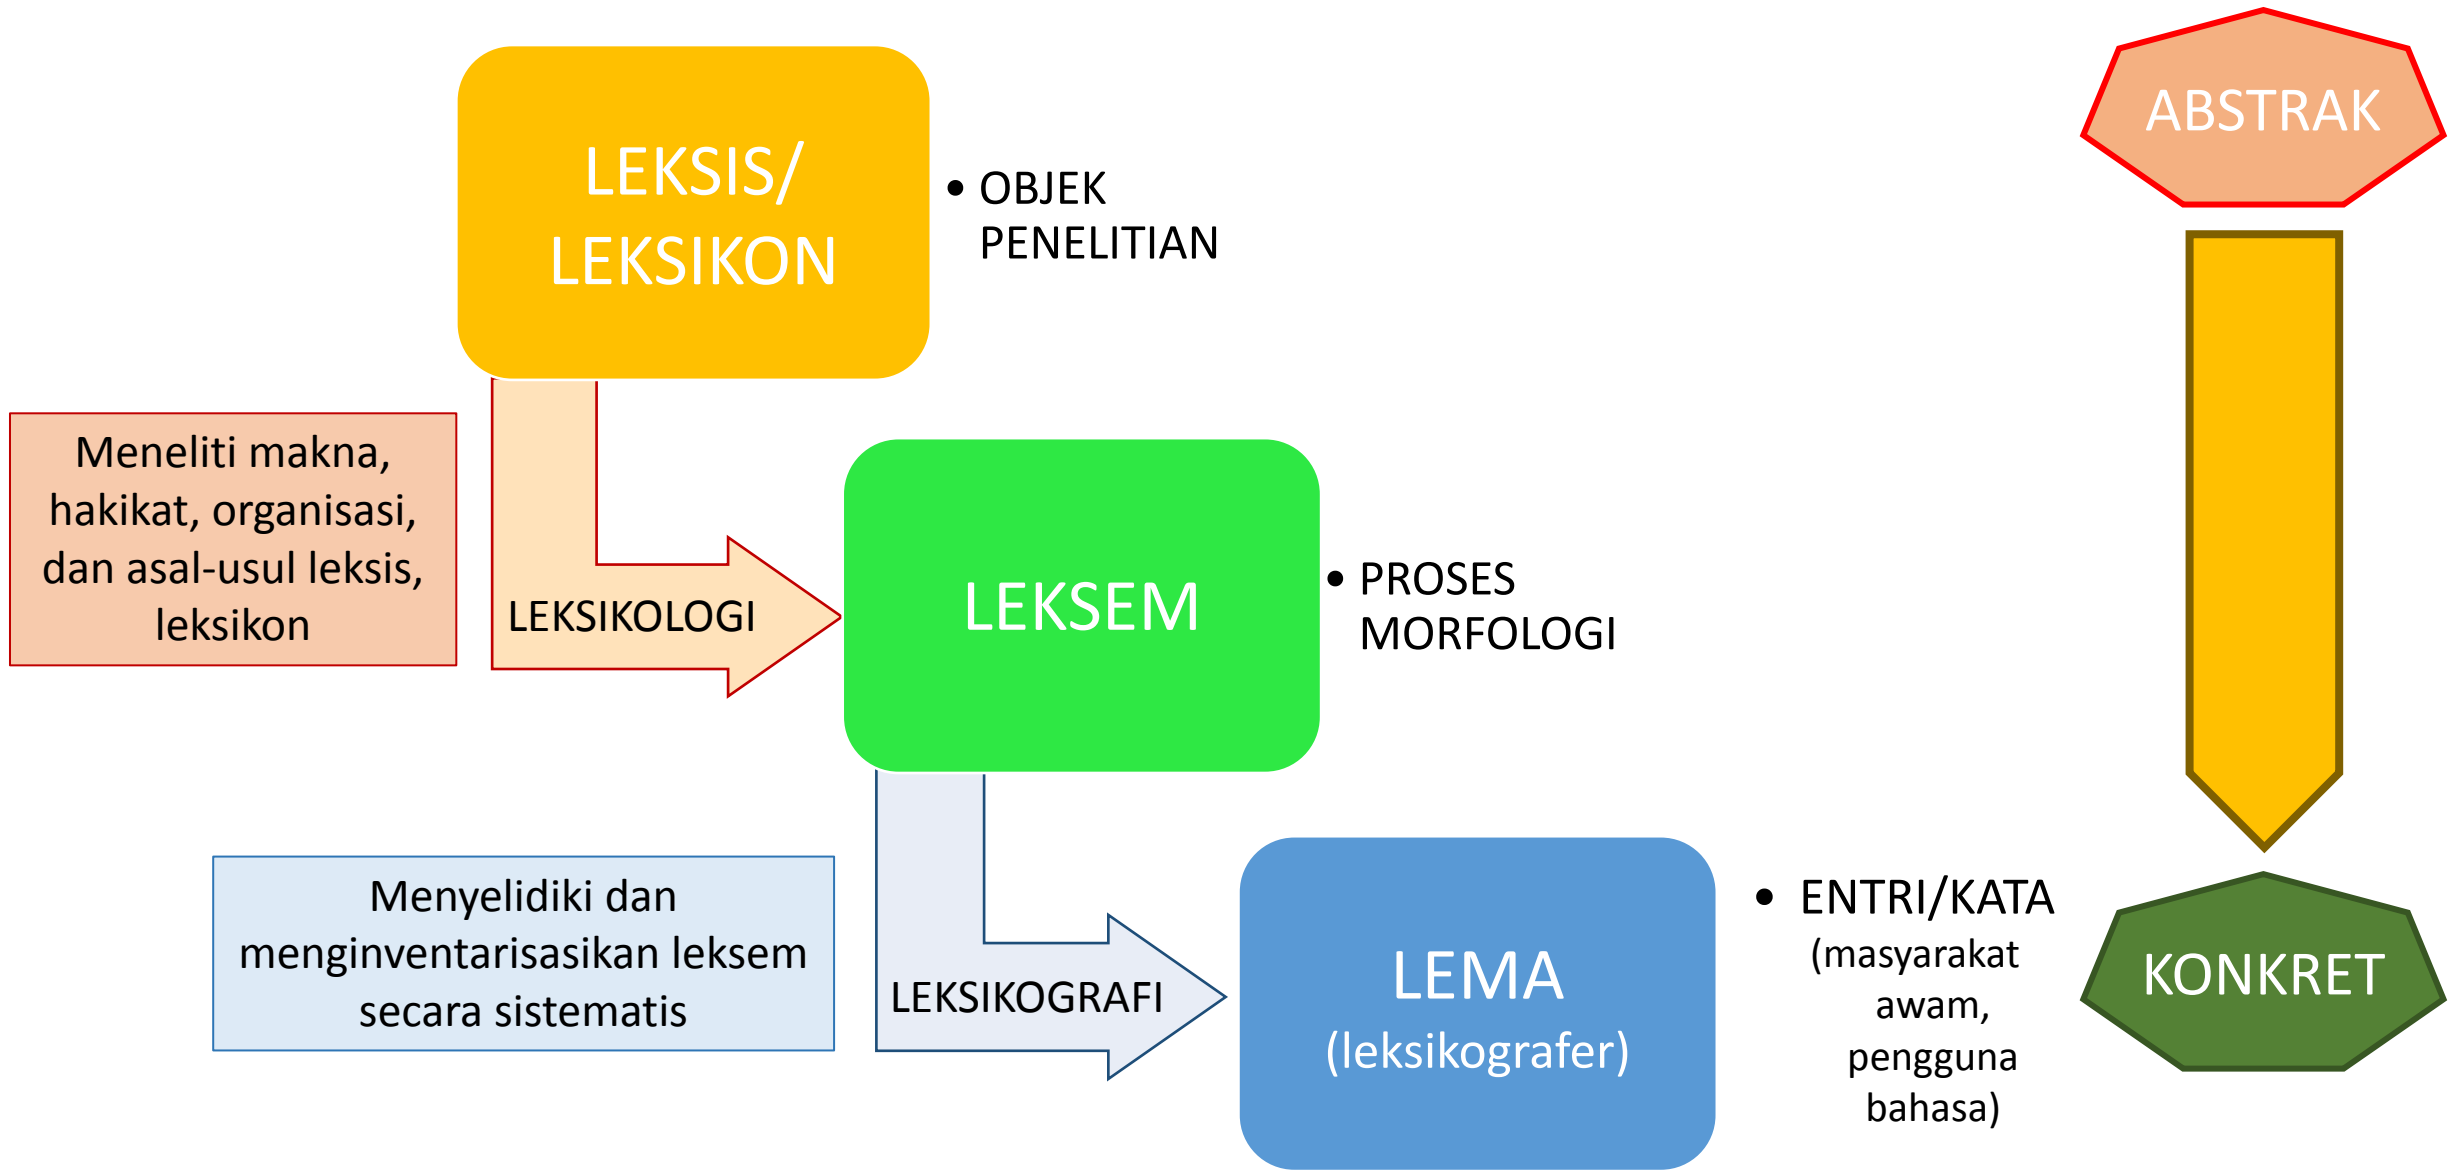 LEKSIS/
LEKSIKON
• OBJEK
PENELITIAN
ABSTRAK
Meneliti makna,
hakikat, organisasi,
dan asal-usul leksis,
leksikon
LEKSIKOLOGI
LEKSEM
• PROSES
MORFOLOGI
Menyelidiki dan
menginventarisasikan leksem
secara sistematis
LEKSIKOGRAFI
LEMA
(leksikografer)
• ENTRI/KATA
(masyarakat
awam,
pengguna
bahasa)
KONKRET